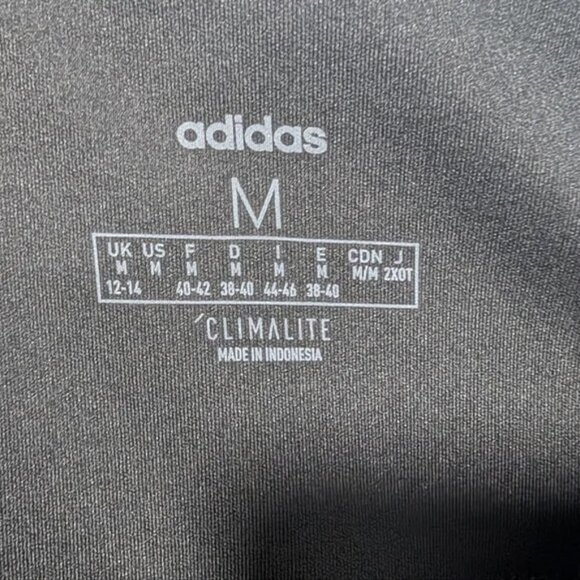 adidas
M
UK US F D I E CDN J
M M M M M M M/M 2XOT
12-14 40-42 38-40 44-46 38-40
´CLIMALITE
MADE IN INDONESIA